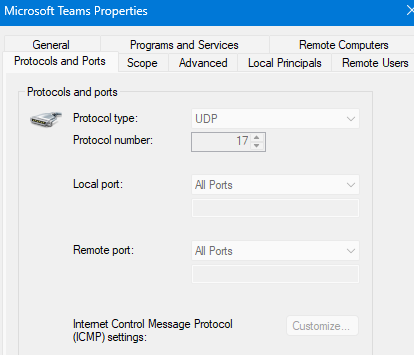 Microsoft Teams Properties
General Programs and Services Remote Computers
Protocols and Ports Scope Advanced Local Principals Remote Users
Protocols and ports
Protocol type: UDP
Protocol number: 17
Local port: All Ports
Remote port: All Ports
Internet Control Message Protocol
(ICMP) settings: Customize...